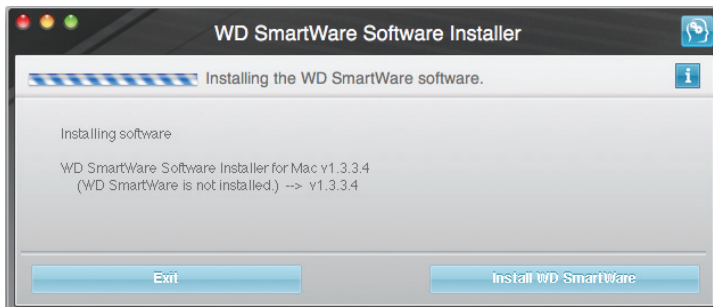 WD SmartWare Software Installer
Installing the WD SmartWare software.
i
Installing software
WD SmartWare Software Installer for Mac v1.3.3.4
(WD SmartWare is not installed.) --> v1.3.3.4
Exit
Install WD SmartWare